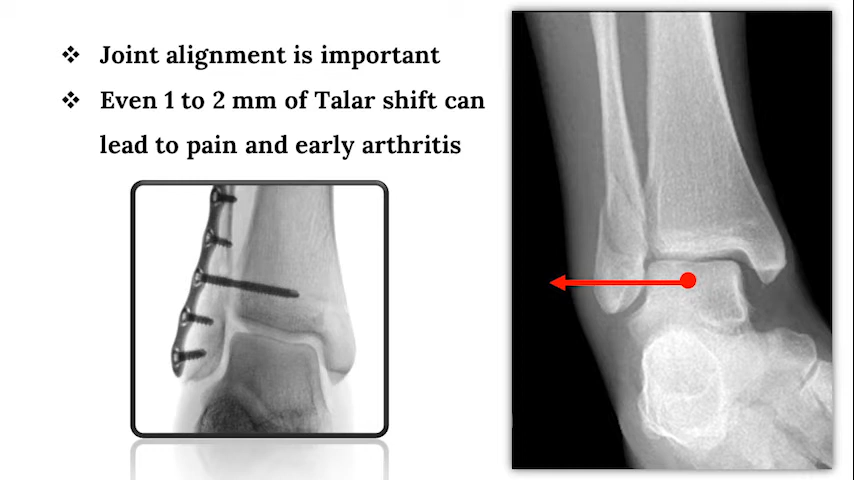 ❖ Joint alignment is important
❖ Even 1 to 2 mm of Talar shift can
lead to pain and early arthritis